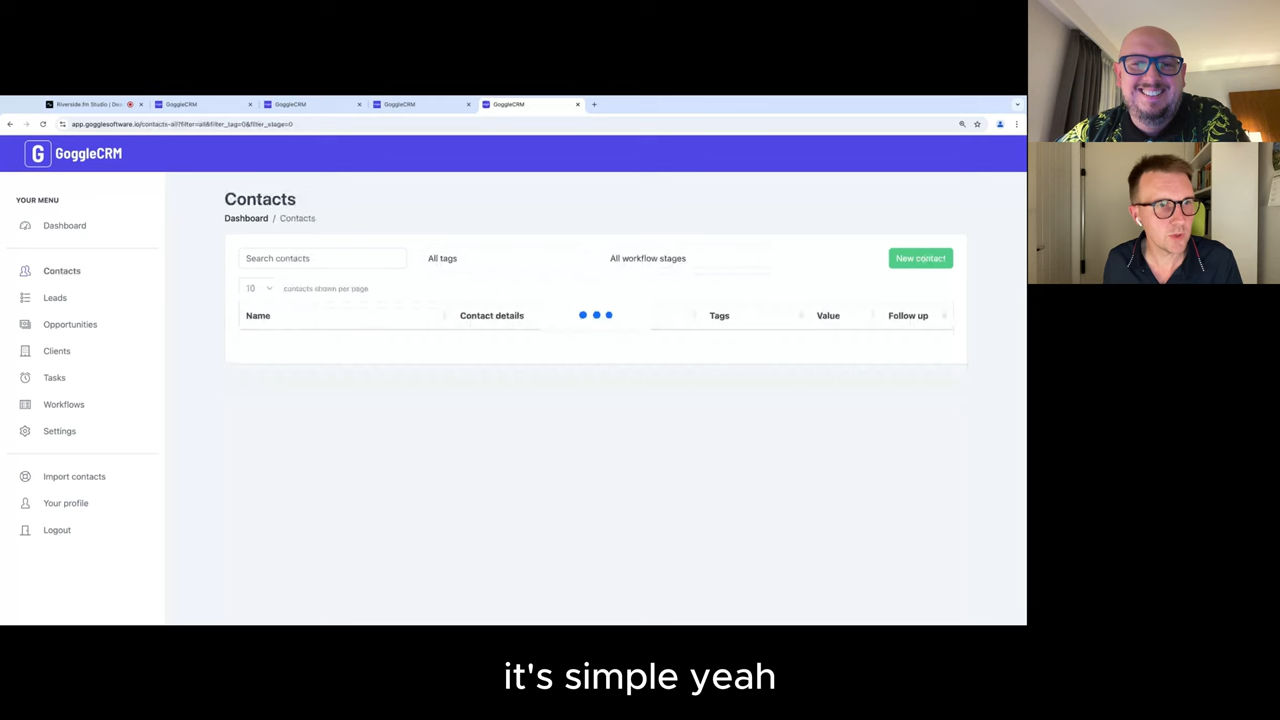 Riverside.fm Studio | Dea
GoggleCRM
GoggleCRM
GoggleCRM
GoggleCRM
app.gogglesoftware.io/contacts-all?filter=all&filter_tag=0&filter_stage=0
G GoggleCRM
YOUR MENU
Dashboard
Contacts
Leads
Opportunities
Clients
Tasks
Workflows
Settings
Import contacts
Your profile
Logout
Contacts
Dashboard / Contacts
Search contacts
All tags
All workflow stages
New contact
10 contacts shown per page
Name Contact details Tags Value Follow up
it's simple yeah